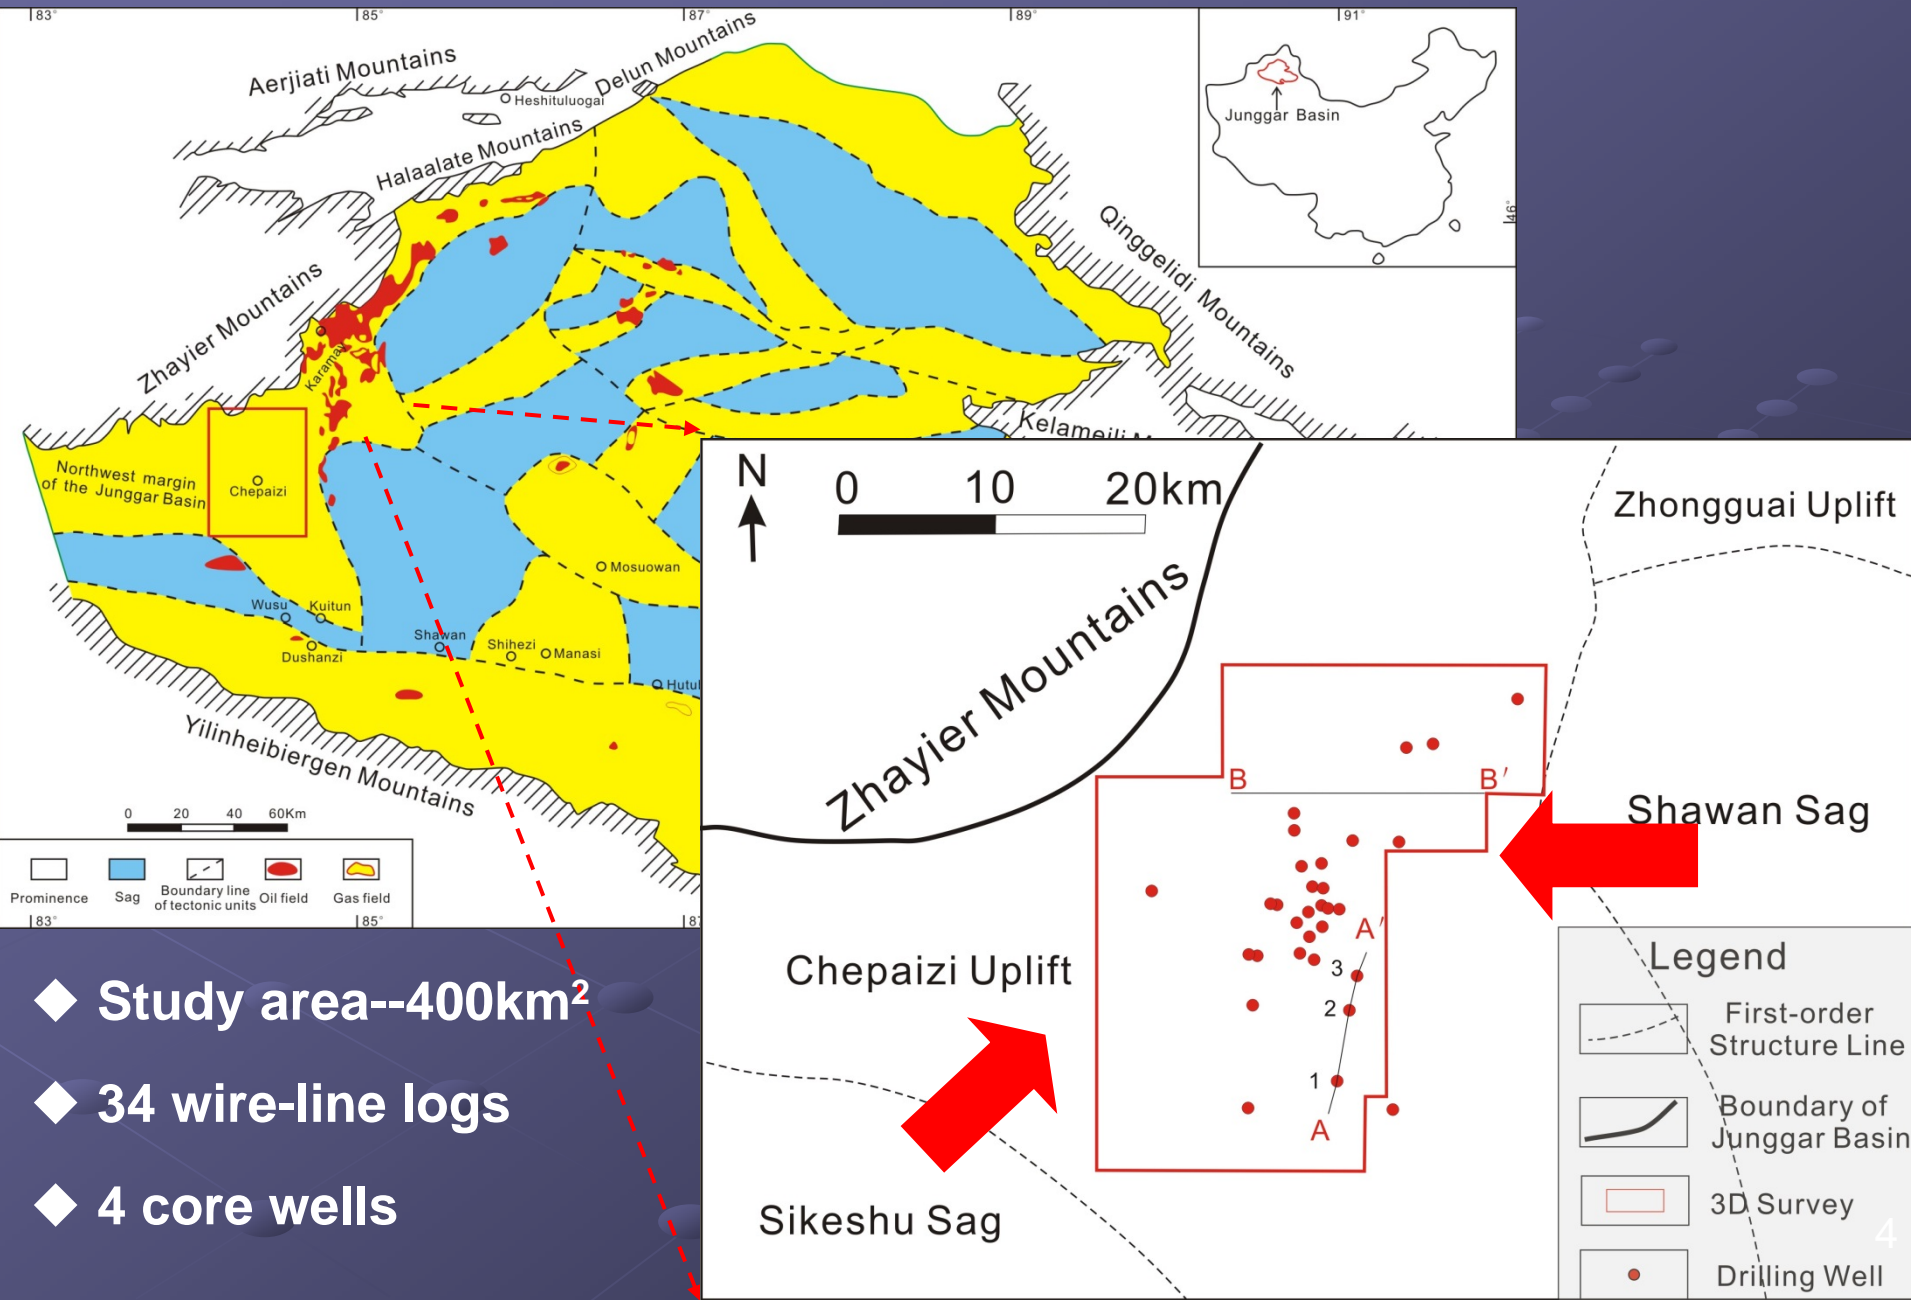 83°
85°
87°
89°
91°
46°
Aerjiati Mountains
Delun Mountains
Heshituluogai
Halaalate Mountains
Zhayier Mountains
Karamay
Qinggelidi Mountains
Junggar Basin
Northwest margin
of the Junggar Basin
Chepaizi
Mosuowan
Wusu
Kuitun
Dushanzi
Shawan
Shihezi
Manasi
Yilinheibiergen Mountains
0 20 40 60Km
Prominence
Sag
Boundary line
of tectonic units
Oil field
Gas field
83°
85°
N
0 10 20km
Zhongguai Uplift
Zhayier Mountains
B
B′
Shawan Sag
Chepaizi Uplift
A′
3
2
1
A
Sikeshu Sag
Legend
First-order
Structure Line
Boundary of
Junggar Basin
3D Survey
Drilling Well
◆ Study area--400km²
◆ 34 wire-line logs
◆ 4 core wells
4